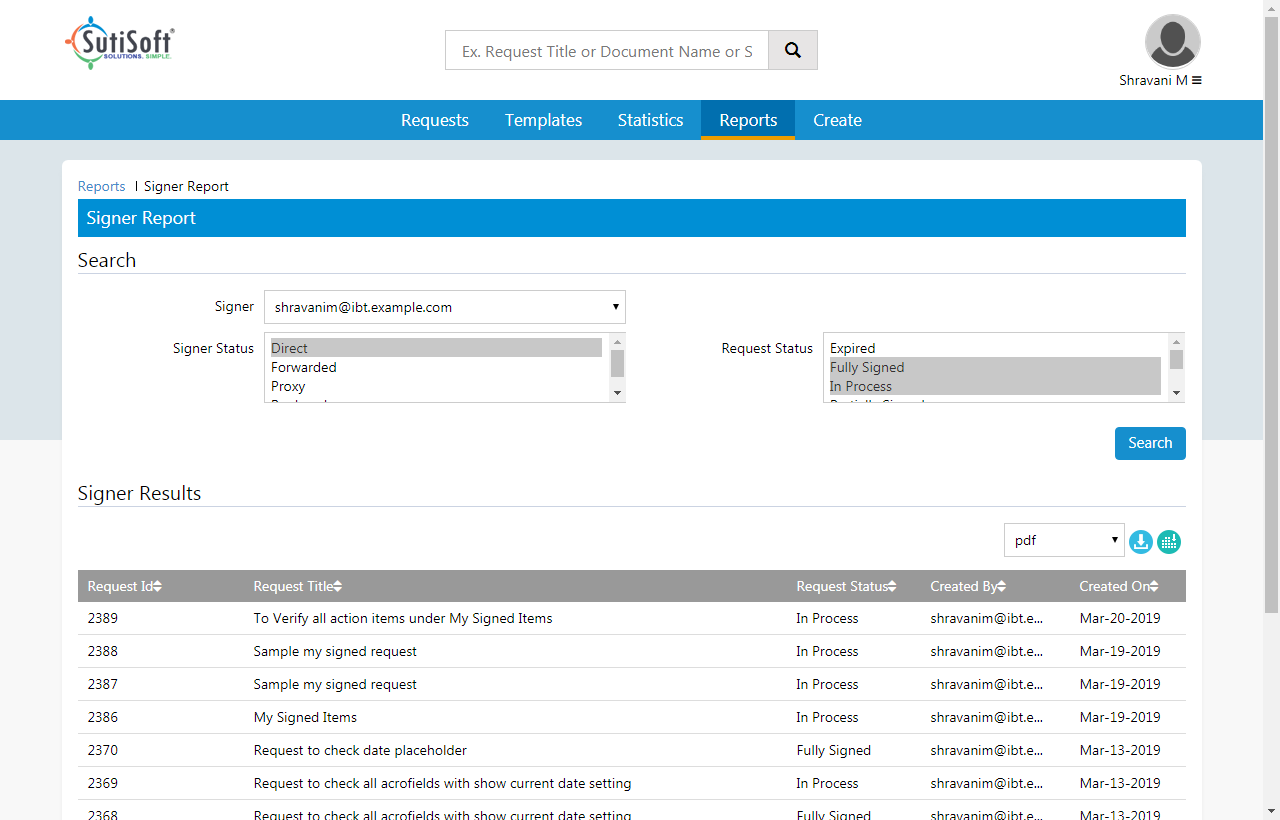 SutiSoft
SOLUTIONS. SIMPLE.
Ex. Request Title or Document Name or S
Shravani M
Requests Templates Statistics Reports Create
Reports | Signer Report
Signer Report
Search
Signer shravanim@ibt.example.com
Signer Status Direct Request Status Expired
Forwarded Fully Signed
Proxy In Process
Partially Signed
Search
Signer Results
pdf
Request Id Request Title Request Status Created By Created On
2389 To Verify all action items under My Signed Items In Process shravanim@ibt.e... Mar-20-2019
2388 Sample my signed request In Process shravanim@ibt.e... Mar-19-2019
2387 Sample my signed request In Process shravanim@ibt.e... Mar-19-2019
2386 My Signed Items In Process shravanim@ibt.e... Mar-19-2019
2370 Request to check date placeholder Fully Signed shravanim@ibt.e... Mar-13-2019
2369 Request to check all acrofields with show current date setting In Process shravanim@ibt.e... Mar-13-2019
2368 Request to check all acrofields with show current date setting Fully Signed shravanim@ibt.e... Mar-13-2019